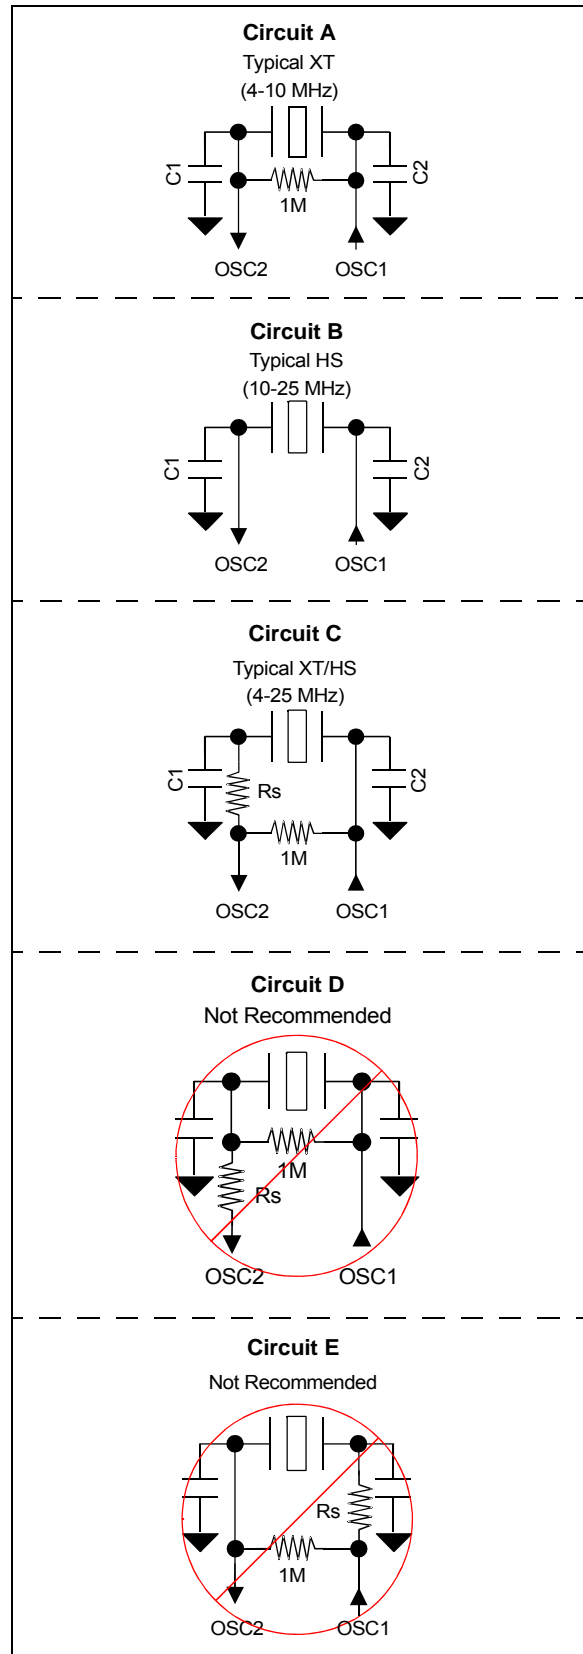 Circuit A
Typical XT
(4-10 MHz)
C1
C2
1M
OSC2
OSC1
Circuit B
Typical HS
(10-25 MHz)
C1
C2
OSC2
OSC1
Circuit C
Typical XT/HS
(4-25 MHz)
C1
Rs
C2
1M
OSC2
OSC1
Circuit D
Not Recommended
1M
Rs
OSC2
OSC1
Circuit E
Not Recommended
Rs
1M
OSC2
OSC1